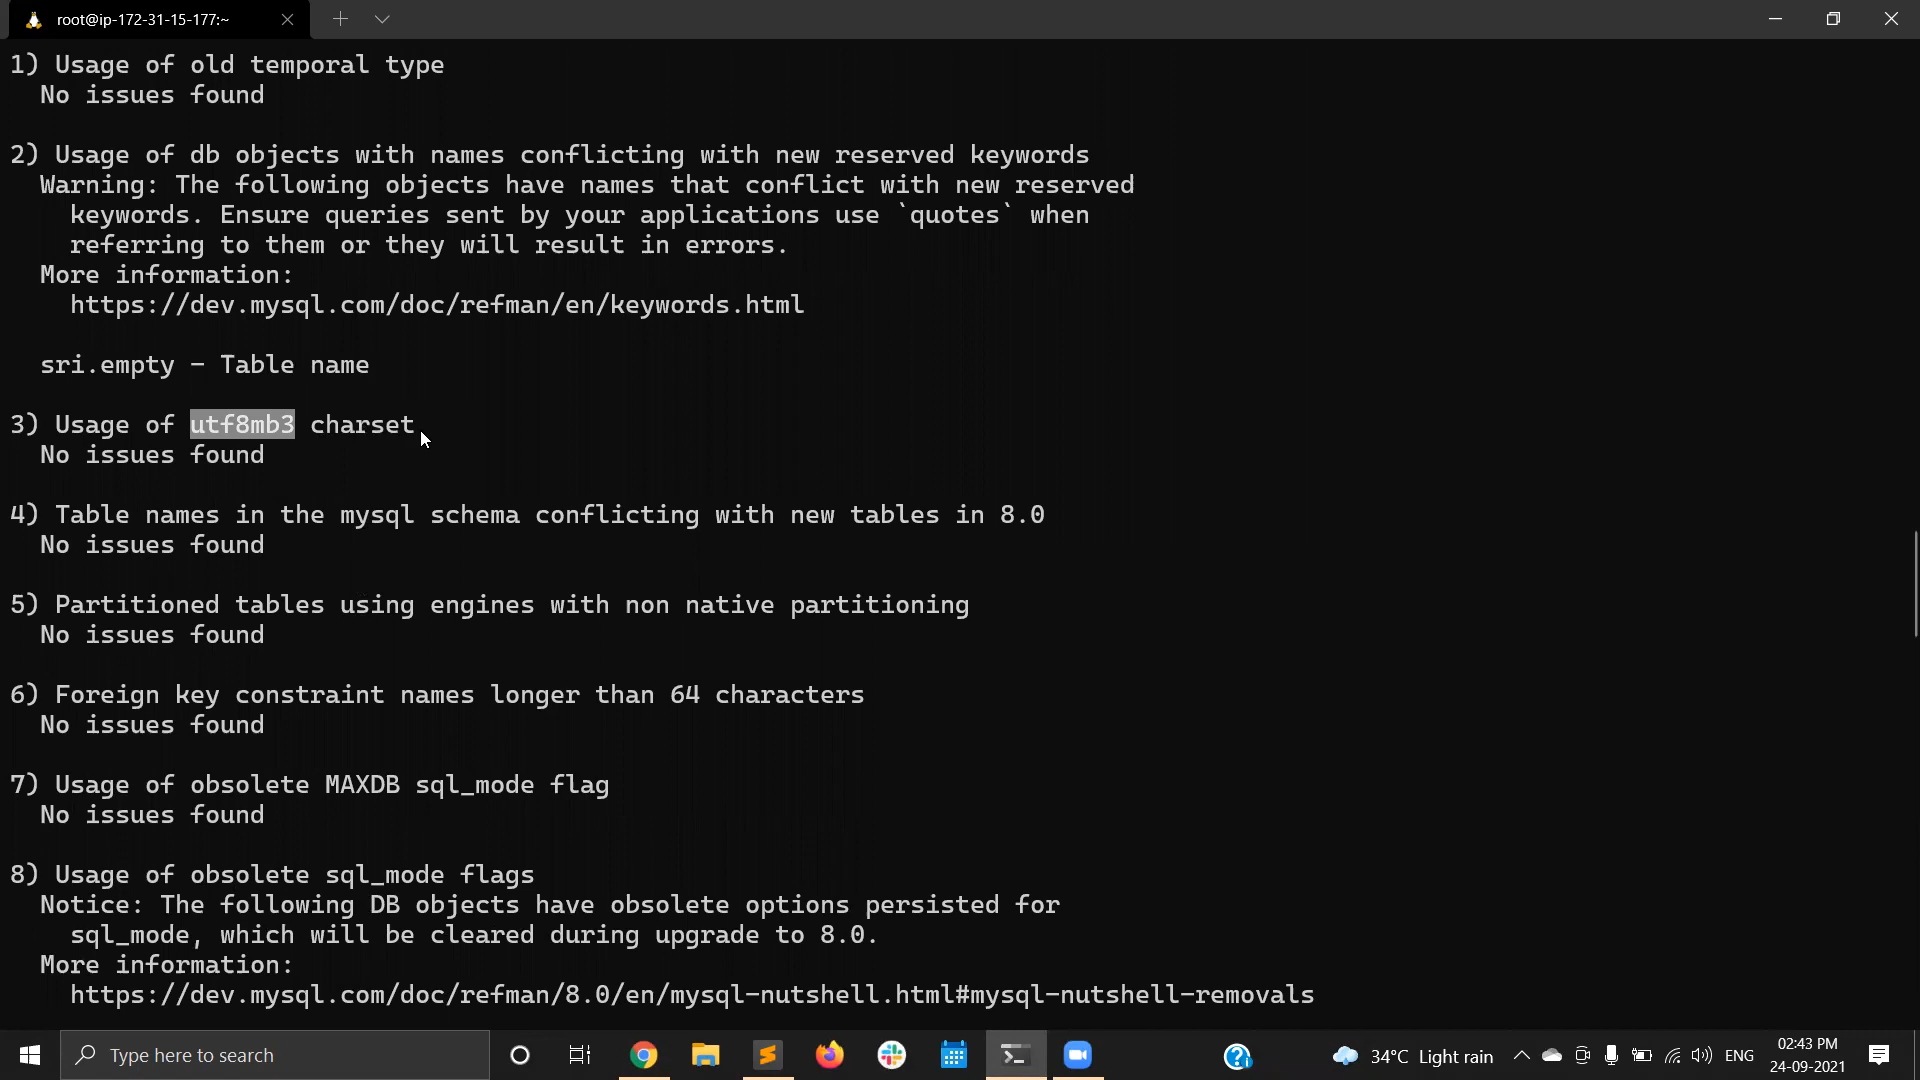 root@ip-172-31-15-177:~
1) Usage of old temporal type
No issues found
2) Usage of db objects with names conflicting with new reserved keywords
Warning: The following objects have names that conflict with new reserved
keywords. Ensure queries sent by your applications use `quotes` when
referring to them or they will result in errors.
More information:
https://dev.mysql.com/doc/refman/en/keywords.html
sri.empty - Table name
3) Usage of utf8mb3 charset
No issues found
4) Table names in the mysql schema conflicting with new tables in 8.0
No issues found
5) Partitioned tables using engines with non native partitioning
No issues found
6) Foreign key constraint names longer than 64 characters
No issues found
7) Usage of obsolete MAXDB sql_mode flag
No issues found
8) Usage of obsolete sql_mode flags
Notice: The following DB objects have obsolete options persisted for
sql_mode, which will be cleared during upgrade to 8.0.
More information:
https://dev.mysql.com/doc/refman/8.0/en/mysql-nutshell.html#mysql-nutshell-removals
Type here to search
34°C Light rain
ENG
02:43 PM
24-09-2021